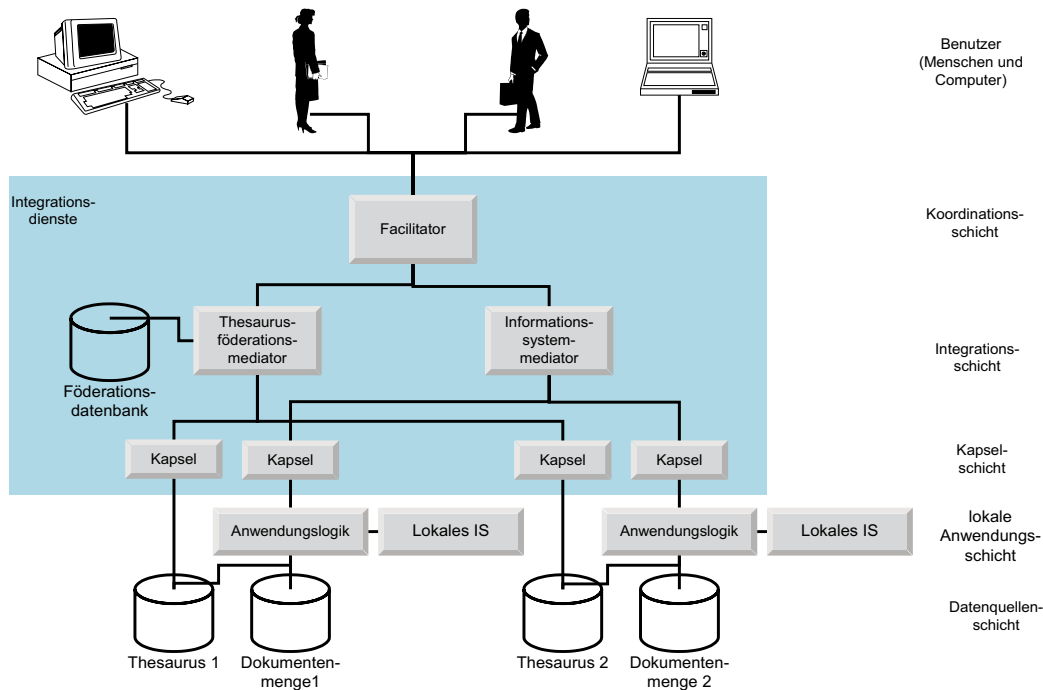 Benutzer
(Menschen und
Computer)
Integrations-
dienste
Facilitator
Koordinations-
schicht
Thesaurus-
föderations-
mediator
Informations-
system-
mediator
Integrations-
schicht
Föderations-
datenbank
Kapsel
Kapsel
Kapsel
Kapsel
Kapsel-
schicht
Anwendungslogik
Lokales IS
Anwendungslogik
Lokales IS
lokale
Anwendungs-
schicht
Datenquellen-
schicht
Thesaurus 1
Dokumenten-
menge1
Thesaurus 2
Dokumenten-
menge 2